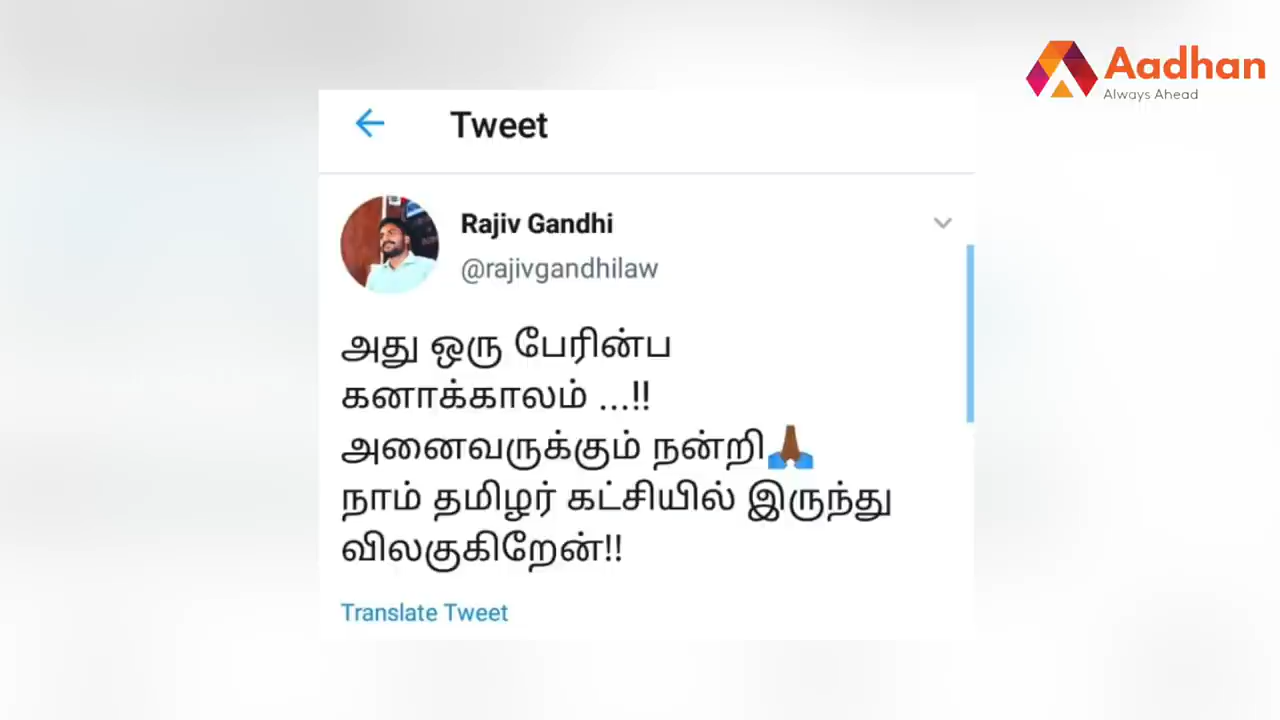 Aadhan
Always Ahead
Tweet
Rajiv Gandhi
@rajivgandhilaw
அது ஒரு பேரின்ப
கனாக்காலம் ...!!
அனைவருக்கும் நன்றி🙏🏾
நாம் தமிழர் கட்சியில் இருந்து
விலகுகிறேன்!!
Translate Tweet